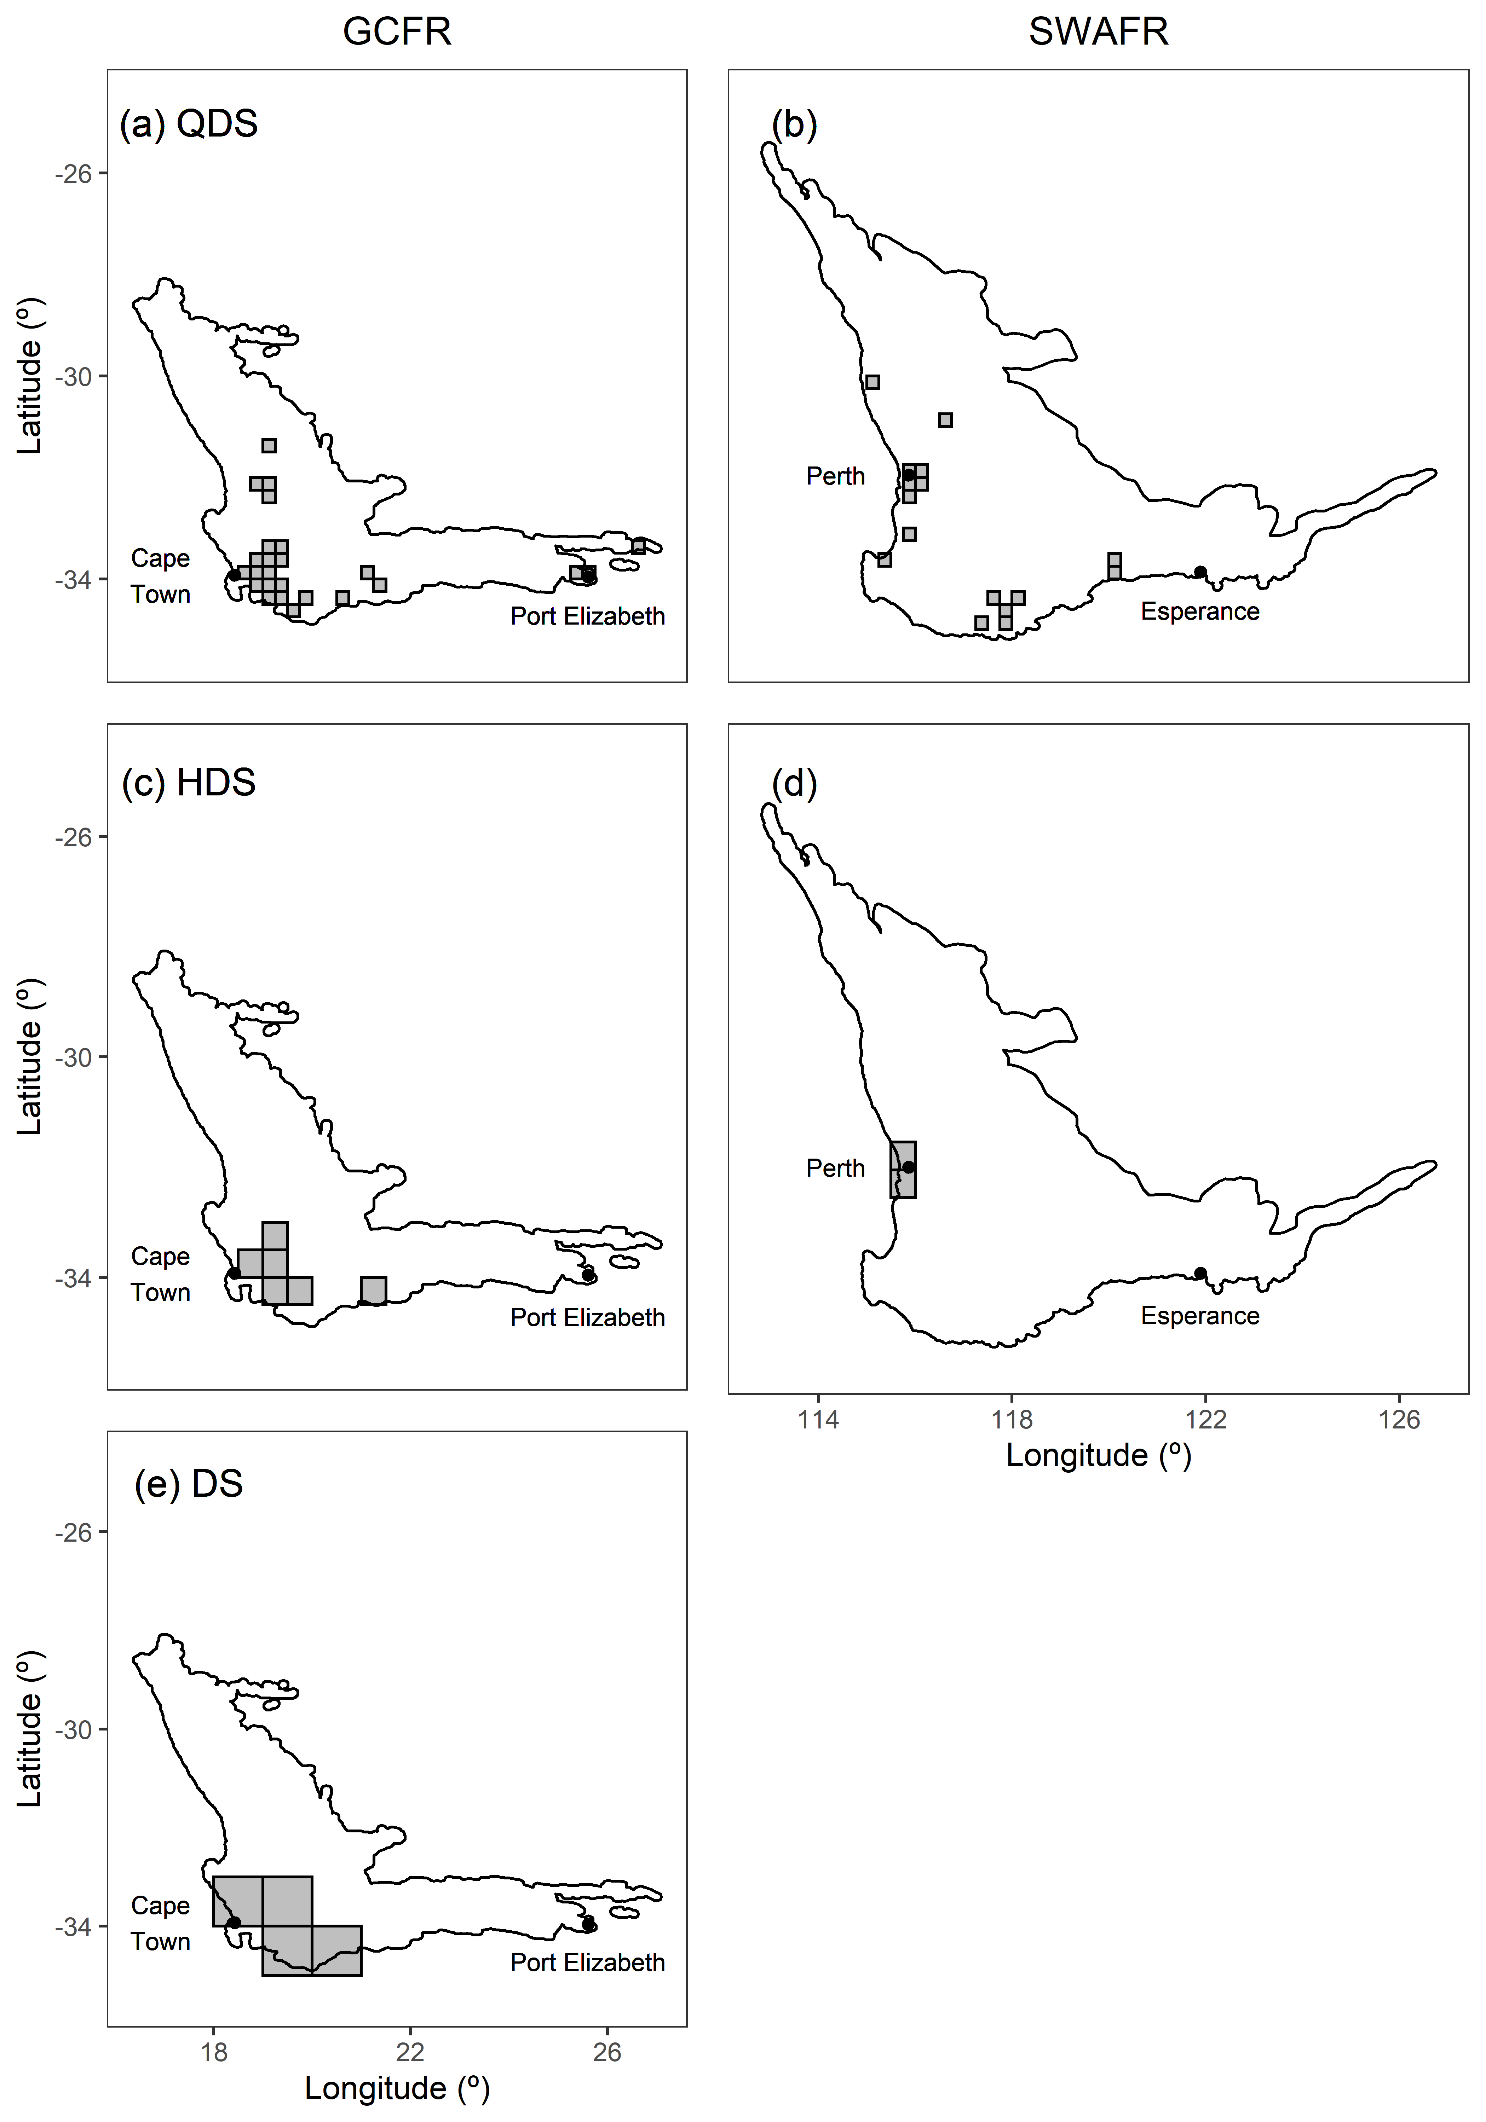 GCFR
SWAFR
(a) QDS
(b)
-26
-30
-34
Latitude (º)
Cape
Town
Port Elizabeth
Perth
Esperance
(c) HDS
(d)
-26
-30
-34
Latitude (º)
Cape
Town
Port Elizabeth
Perth
Esperance
114
118
122
126
Longitude (º)
(e) DS
-26
-30
-34
Latitude (º)
Cape
Town
Port Elizabeth
18
22
26
Longitude (º)